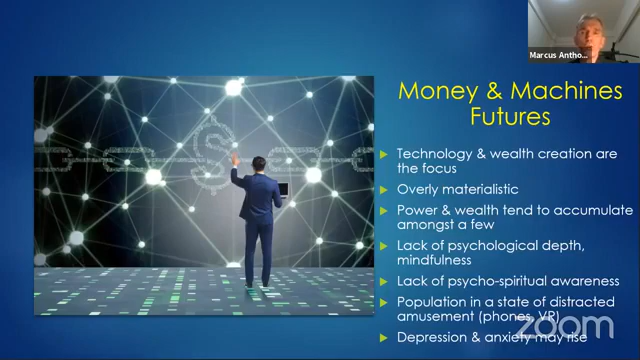 Marcus Antho...
Money & Machines
Futures
Technology & wealth creation are
the focus
Overly materialistic
Power & wealth tend to accumulate
amongst a few
Lack of psychological depth,
mindfulness
Lack of psycho-spiritual awareness
Population in a state of distracted
amusement (phones, VR)
Depression & anxiety may rise
zoom
$